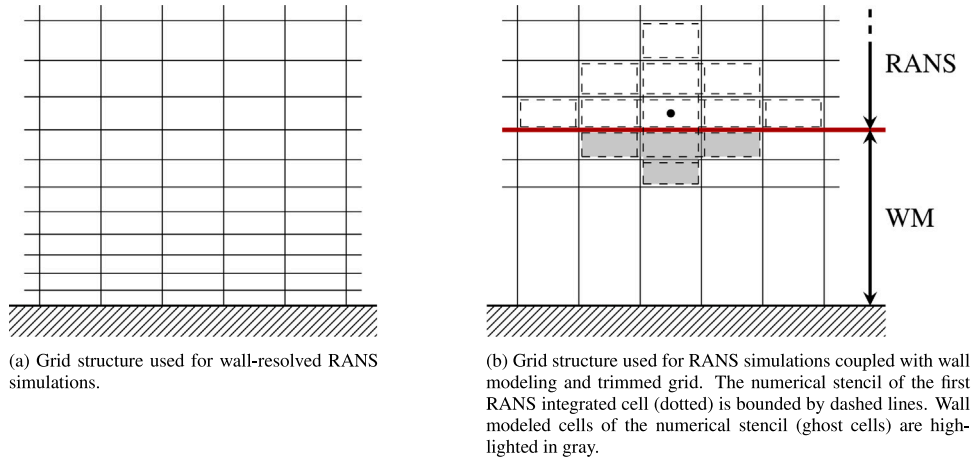 RANS
WM
(a) Grid structure used for wall-resolved RANS
simulations.
(b) Grid structure used for RANS simulations coupled with wall
modeling and trimmed grid. The numerical stencil of the first
RANS integrated cell (dotted) is bounded by dashed lines. Wall
modeled cells of the numerical stencil (ghost cells) are high-
lighted in gray.